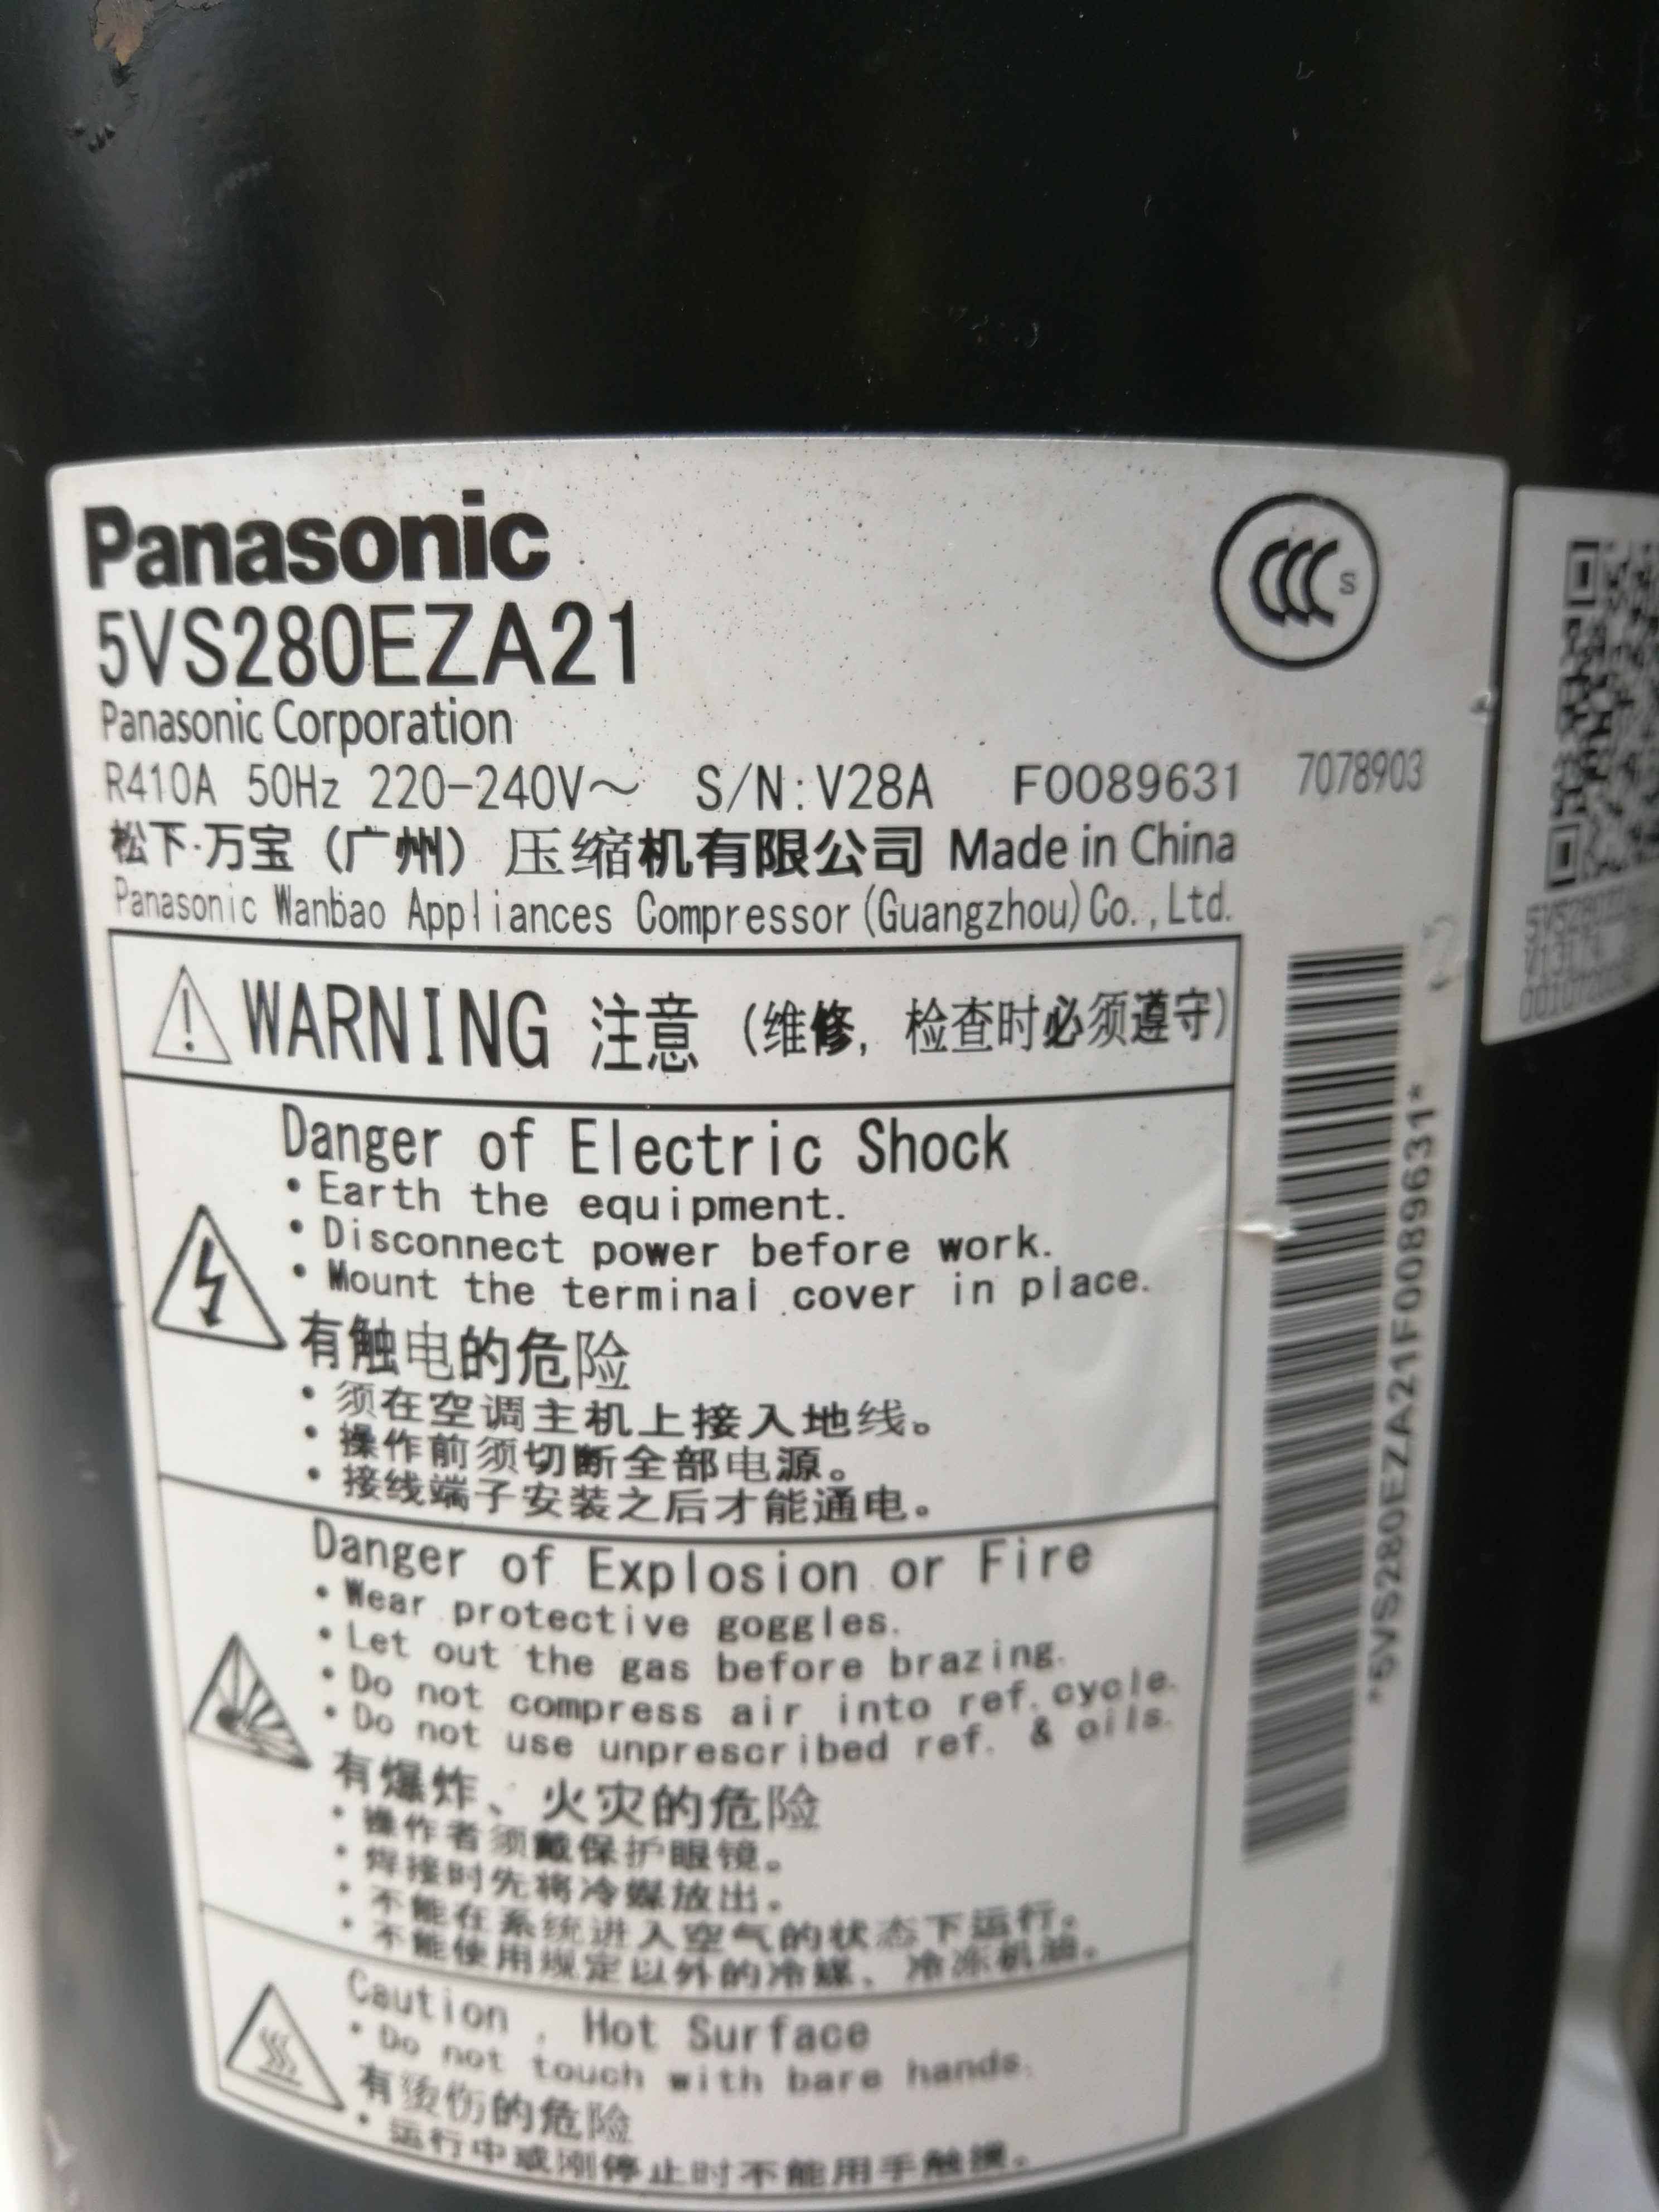 Panasonic
5VS280EZA21
Panasonic Corporation
R410A 50Hz 220-240V～ S/N:V28A F0089631 7078903
松下·万宝（广州）压缩机有限公司 Made in China
Panasonic Wanbao Appliances Compressor(Guangzhou)Co.,Ltd.
WARNING 注意（维修，检查时必须遵守）
Danger of Electric Shock
・Earth the equipment.
・Disconnect power before work.
・Mount the terminal cover in place.
有触电的危险
・须在空调主机上接入地线。
・操作前须切断全部电源。
・接线端子安装之后才能通电。
Danger of Explosion or Fire
・Wear protective goggles.
・Let out the gas before brazing.
・Do not compress air into ref.cycle.
・Do not use unprescribed ref. & oils.
有爆炸、火灾的危险
・操作者须戴保护眼镜。
・焊接时先将冷媒放出。
・不能在系统进入空气的状态下运行。
・不能使用规定以外的冷媒、冷冻机油。
Caution, Hot Surface
・Do not touch with bare hands.
有烫伤的危险
・运行中或刚停止时不能用手触摸。
*5VS280EZA21F0089631*
CCC S